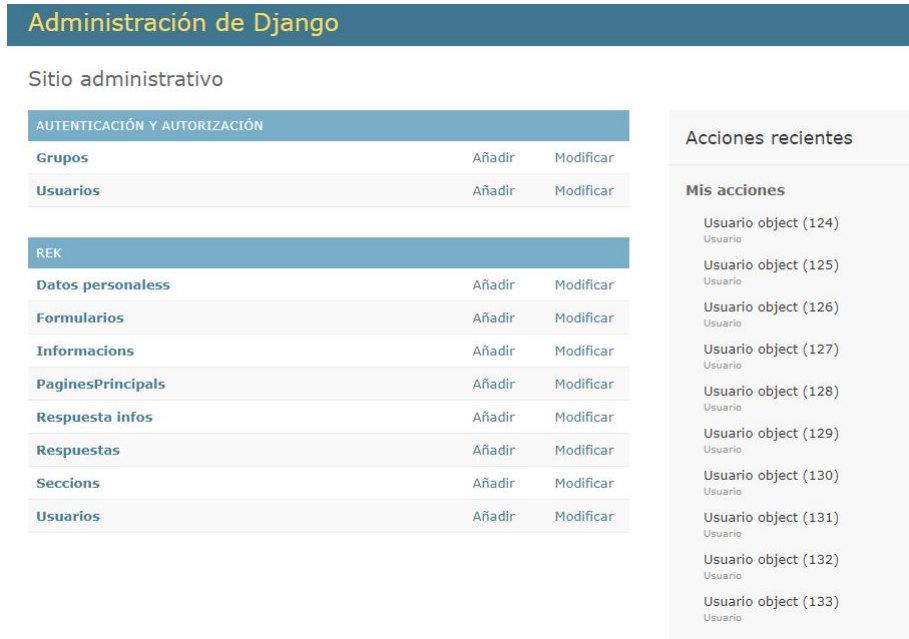 Administración de Django
Sitio administrativo
AUTENTICACIÓN Y AUTORIZACIÓN
Grupos Añadir Modificar
Usuarios Añadir Modificar
REK
Datos personaless Añadir Modificar
Formularios Añadir Modificar
Informacions Añadir Modificar
PaginesPrincipals Añadir Modificar
Respuesta infos Añadir Modificar
Respuestas Añadir Modificar
Seccions Añadir Modificar
Usuarios Añadir Modificar
Acciones recientes
Mis acciones
Usuario object (124)
Usuario
Usuario object (125)
Usuario
Usuario object (126)
Usuario
Usuario object (127)
Usuario
Usuario object (128)
Usuario
Usuario object (129)
Usuario
Usuario object (130)
Usuario
Usuario object (131)
Usuario
Usuario object (132)
Usuario
Usuario object (133)
Usuario